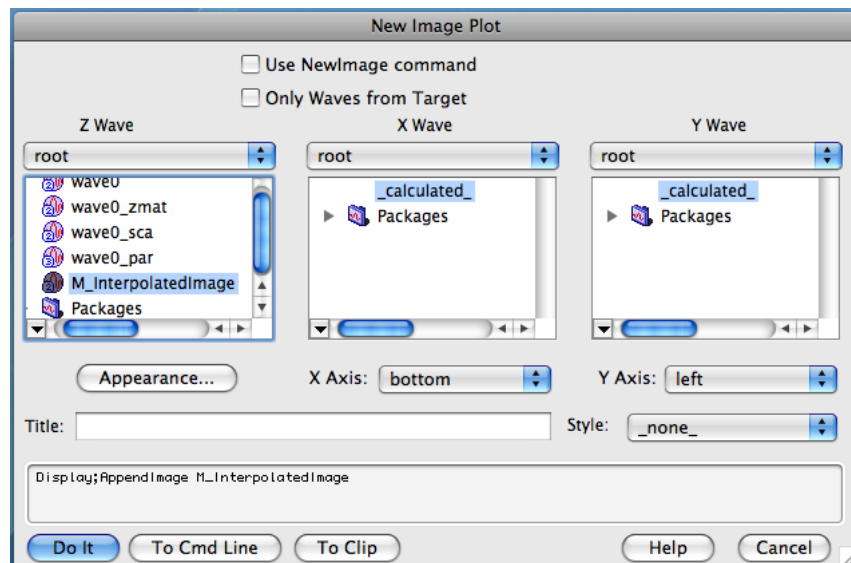 New Image Plot
Use NewImage command
Only Waves from Target
Z Wave X Wave Y Wave
root root root
wave0 _calculated_ _calculated_
wave0_zmat Packages Packages
wave0_sca
wave0_par
M_InterpolatedImage
Packages
Appearance... X Axis: bottom Y Axis: left
Title: Style: _none_
Display;AppendImage M_InterpolatedImage
Do It To Cmd Line To Clip Help Cancel